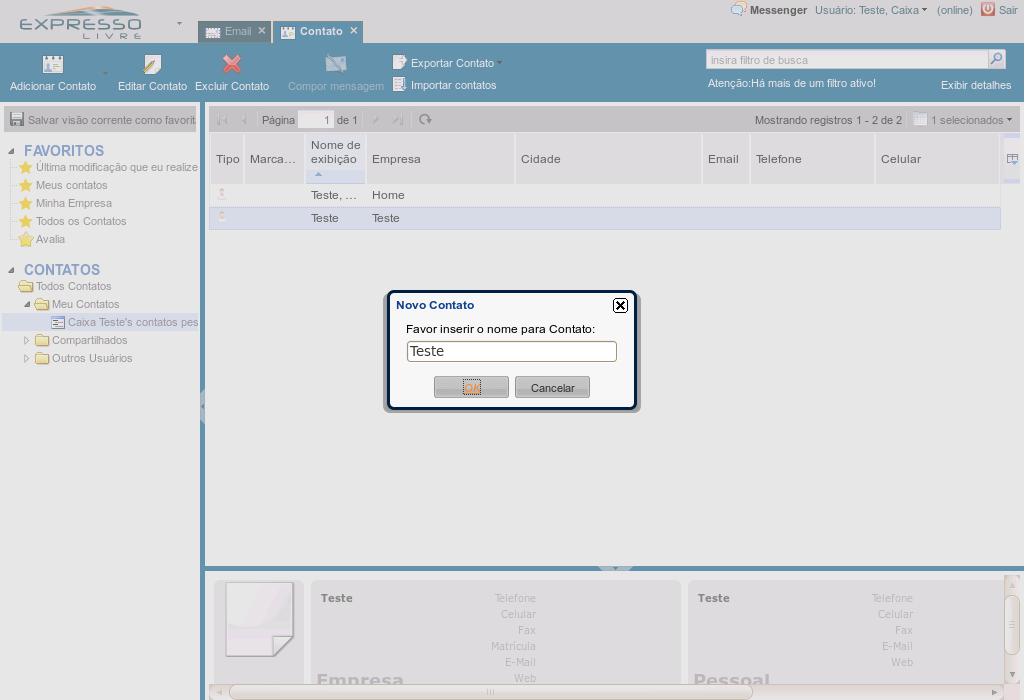 EXPRESSO
LIVRE
Email
Contato
Messenger
Usuário: Teste, Caixa
(online)
Sair
Adicionar Contato
Editar Contato
Excluir Contato
Compor mensagem
Exportar Contato
Importar contatos
insira filtro de busca
Atenção:Há mais de um filtro ativo!
Exibir detalhes
Salvar visão corrente como favorit
Página 1 de 1
Mostrando registros 1 - 2 de 2
1 selecionados
FAVORITOS
Última modificação que eu realize
Meus contatos
Minha Empresa
Todos os Contatos
Avalia
CONTATOS
Todos Contatos
Meu Contatos
Caixa Teste's contatos pes
Compartilhados
Outros Usuários
Tipo Marca... Nome de exibição Empresa Cidade Email Telefone Celular
Teste, ... Home
Teste Teste
Novo Contato
Favor inserir o nome para Contato:
Teste
OK Cancelar
Teste
Telefone
Celular
Fax
Matrícula
E-Mail
Web
Empresa
Teste
Telefone
Celular
Fax
E-Mail
Web
Pessoal